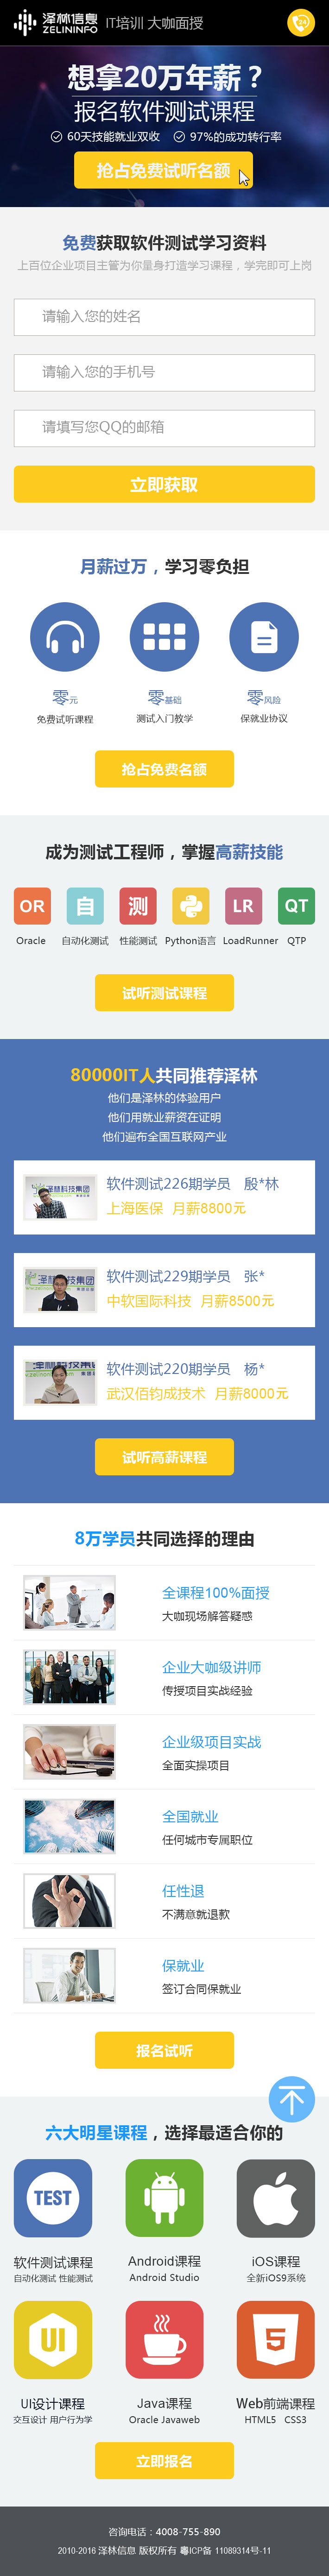 泽林信息
ZELININFO
IT培训 大咖面授
想拿20万年薪？
报名软件测试课程
60天技能就业双收
97%的成功转行率
抢占免费试听名额
免费获取软件测试学习资料
上百位企业项目主管为你量身打造学习课程，学完即可上岗
请输入您的姓名
请输入您的手机号
请填写您QQ的邮箱
立即获取
月薪过万，学习零负担
零元
零基础
零风险
免费试听课程
测试入门教学
保就业协议
抢占免费名额
成为测试工程师，掌握高薪技能
OR
自
测
LR
QT
Oracle
自动化测试
性能测试
Python语言
LoadRunner
QTP
试听测试课程
80000IT人共同推荐泽林
他们是泽林的体验用户
他们用就业薪资在证明
他们遍布全国互联网产业
泽林科技集团
软件测试226期学员 殷*林
上海医保 月薪8800元
软件测试229期学员 张*
中软国际科技 月薪8500元
软件测试220期学员 杨*
武汉佰钧成技术 月薪8000元
试听高薪课程
8万学员共同选择的理由
全课程100%面授
大咖现场解答疑惑
企业大咖级讲师
传授项目实战经验
企业级项目实战
全面实操项目
全国就业
任何城市专属职位
任性退
不满意就退款
保就业
签订合同保就业
报名试听
六大明星课程，选择最适合你的
TEST
软件测试课程
Android课程
iOS课程
自动化测试 性能测试
Android Studio
全新iOS9系统
UI
5
UI设计课程
Java课程
Web前端课程
交互设计 用户行为学
Oracle Javaweb
HTML5 CSS3
立即报名
咨询电话：4008-755-890
2010-2016 泽林信息 版权所有 粤ICP备 11089314号-11